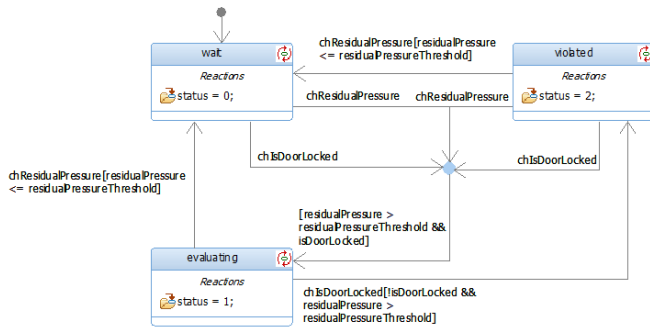 wait
Reactions
status = 0;
chResidualPressure[residualPressure
<= residualPressureThreshold]
violated
Reactions
status = 2;
chResidualPressure
chResidualPressure
chIsDoorLocked
chIsDoorLocked
chResidualPressure[residualPressure
<= residualPressureThreshold]
[residualPressure >
residualPressureThreshold &&
isDoorLocked]
evaluating
Reactions
status = 1;
chIsDoorLocked[!isDoorLocked &&
residualPressure >
residualPressureThreshold]